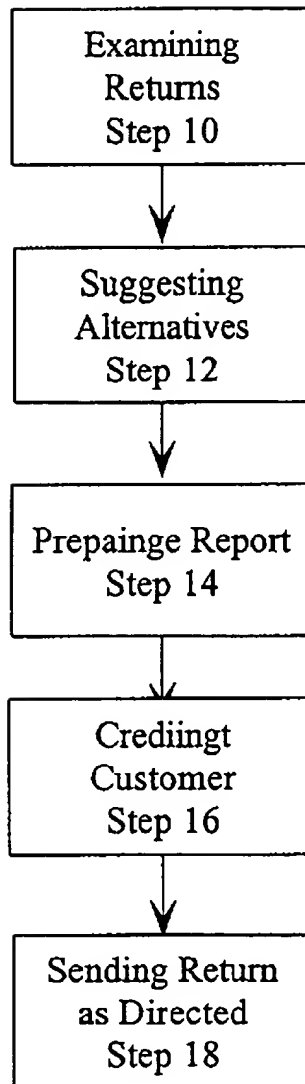 Examining
Returns
Step 10
Suggesting
Alternatives
Step 12
Prepainge Report
Step 14
Crediingt
Customer
Step 16
Sending Return
as Directed
Step 18